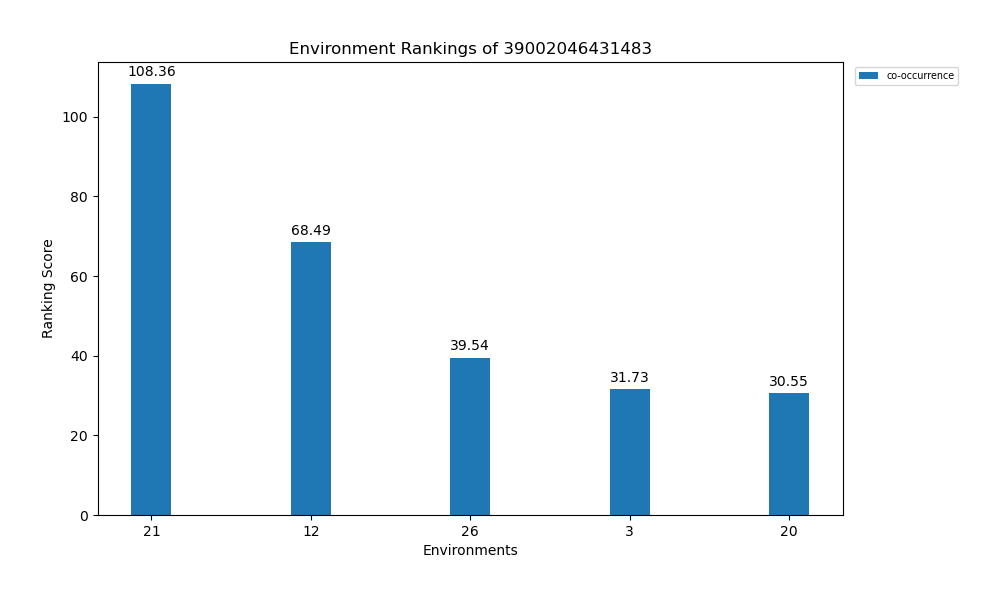 Environment Rankings of 39002046431483
co-occurrence
108.36
68.49
39.54
31.73
30.55
100
80
60
40
20
0
Ranking Score
21 12 26 3 20
Environments